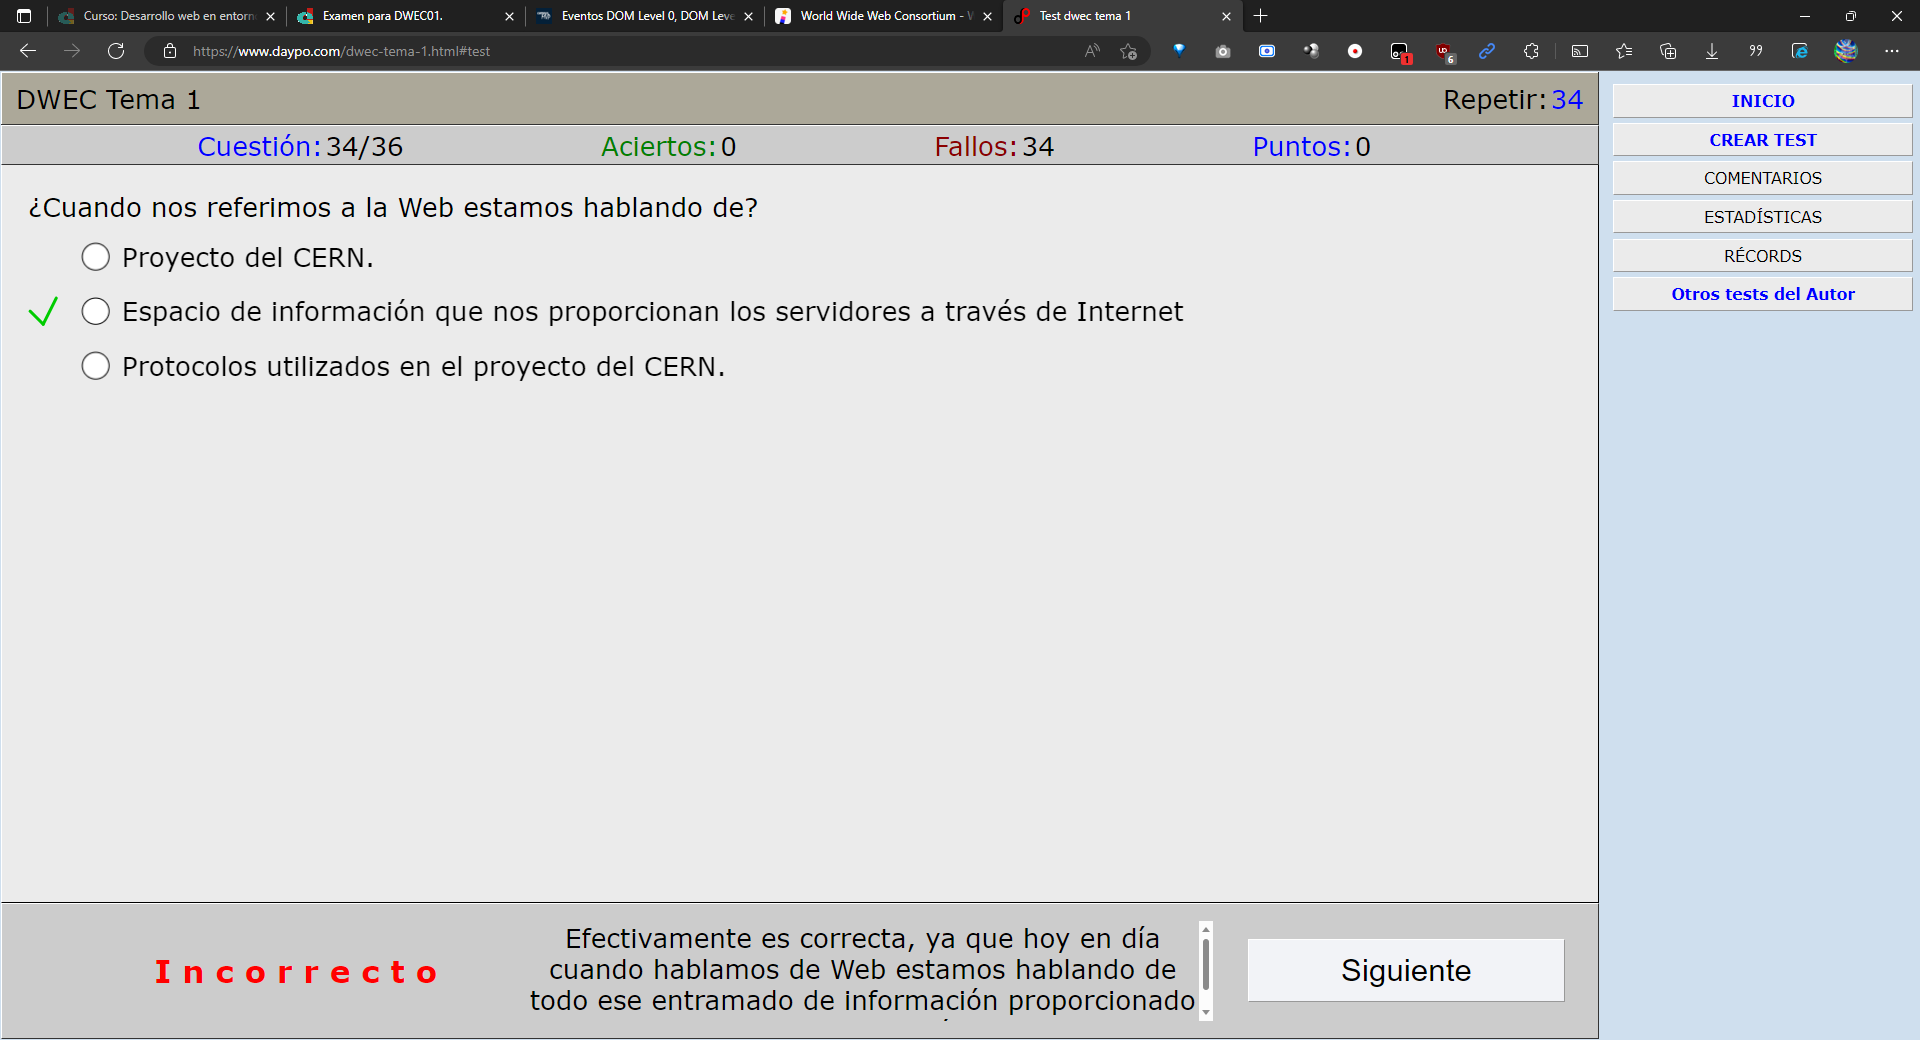 Curso: Desarrollo web en entorn
Examen para DWEC01.
Eventos DOM Level 0, DOM Leve
World Wide Web Consortium - W
Test dwec tema 1
https://www.daypo.com/dwec-tema-1.html#test
1
6
DWEC Tema 1
Repetir: 34
Cuestión: 34/36
Aciertos: 0
Fallos: 34
Puntos: 0
¿Cuando nos referimos a la Web estamos hablando de?
Proyecto del CERN.
Espacio de información que nos proporcionan los servidores a través de Internet
Protocolos utilizados en el proyecto del CERN.
INICIO
CREAR TEST
COMENTARIOS
ESTADÍSTICAS
RÉCORDS
Otros tests del Autor
Incorrecto
Efectivamente es correcta, ya que hoy en día
cuando hablamos de Web estamos hablando de
todo ese entramado de información proporcionado
Siguiente